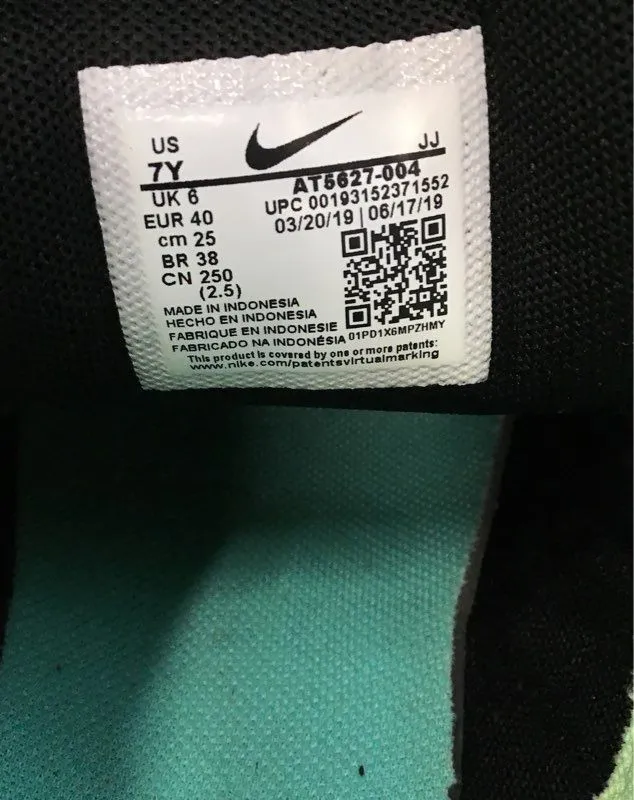 US
7Y
JJ
UK 6
EUR 40
cm 25
BR 38
CN 250
(2.5)
AT5627-004
UPC 00193152371552
03/20/19 | 06/17/19
MADE IN INDONESIA
HECHO EN INDONESIA
FABRIQUE EN INDONESIE
FABRICADO NA INDONÉSIA
01PD1X6MPZHMY
This product is covered by one or more patents:
www.nike.com/patentsvirtualmarking